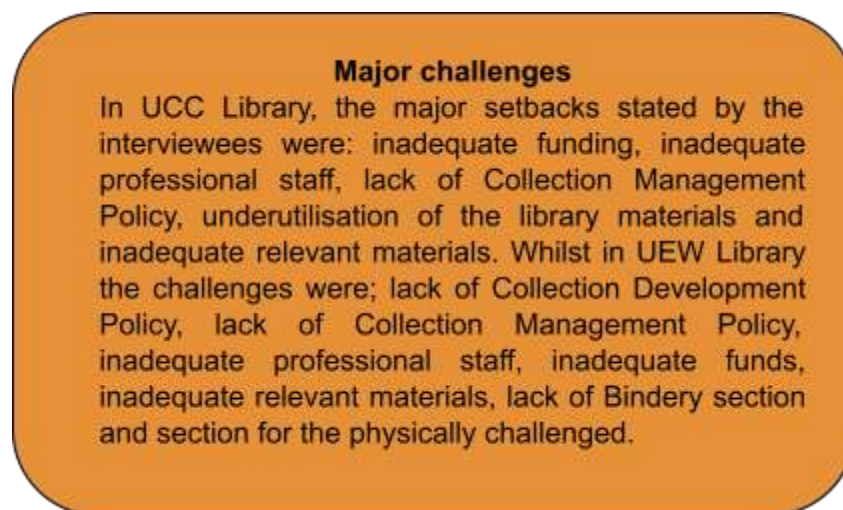 Major challenges
In UCC Library, the major setbacks stated by the
interviewees were: inadequate funding, inadequate
professional staff, lack of Collection Management
Policy, underutilisation of the library materials and
inadequate relevant materials. Whilst in UEW Library
the challenges were; lack of Collection Development
Policy, lack of Collection Management Policy,
inadequate professional staff, inadequate funds,
inadequate relevant materials, lack of Bindery section
and section for the physically challenged.